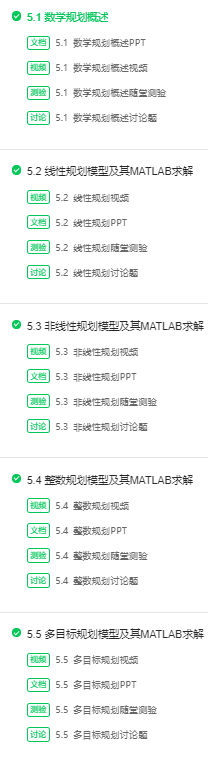 5.1 数学规划概述
文档 5.1 数学规划概述PPT
视频 5.1 数学规划概述视频
测验 5.1 数学规划概述随堂测验
讨论 5.1 数学规划概述讨论题
5.2 线性规划模型及其MATLAB求解
视频 5.2 线性规划视频
文档 5.2 线性规划PPT
测验 5.2 线性规划随堂测验
讨论 5.2 线性规划讨论题
5.3 非线性规划模型及其MATLAB求解
视频 5.3 非线性规划视频
文档 5.3 非线性规划PPT
测验 5.3 非线性规划随堂测验
讨论 5.3 非线性规划讨论题
5.4 整数规划模型及其MATLAB求解
视频 5.4 整数规划视频
文档 5.4 整数规划PPT
测验 5.4 整数规划随堂测验
讨论 5.4 整数规划讨论题
5.5 多目标规划模型及其MATLAB求解
视频 5.5 多目标规划视频
文档 5.5 多目标规划PPT
测验 5.5 多目标规划随堂测验
讨论 5.5 多目标规划讨论题